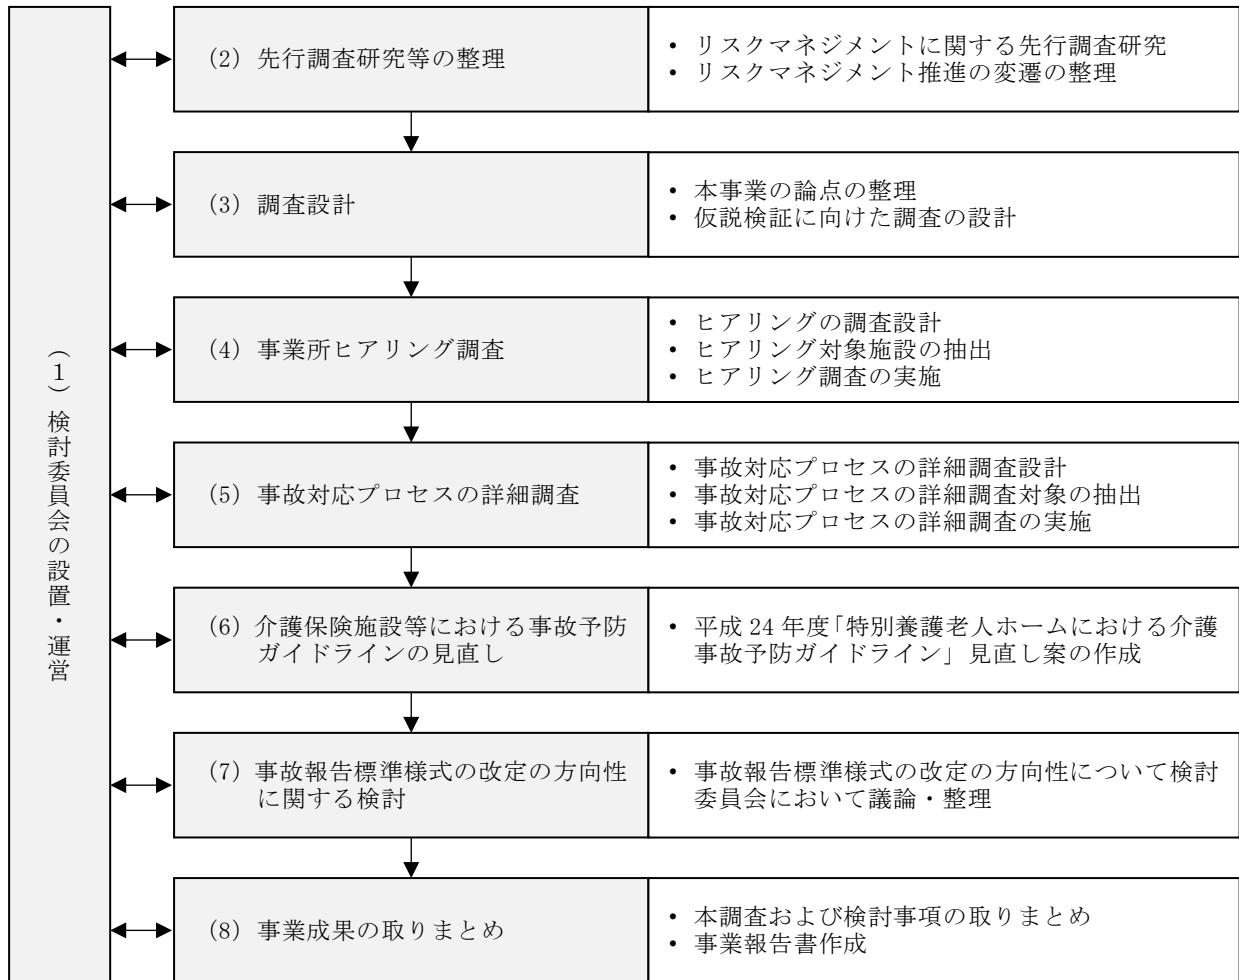 （1）検討委員会の設置・運営
（2）先行調査研究等の整理
• リスクマネジメントに関する先行調査研究
• リスクマネジメント推進の変遷の整理
（3）調査設計
• 本事業の論点の整理
• 仮説検証に向けた調査の設計
（4）事業所ヒアリング調査
• ヒアリングの調査設計
• ヒアリング対象施設の抽出
• ヒアリング調査の実施
（5）事故対応プロセスの詳細調査
• 事故対応プロセスの詳細調査設計
• 事故対応プロセスの詳細調査対象の抽出
• 事故対応プロセスの詳細調査の実施
（6）介護保険施設等における事故予防
ガイドラインの見直し
• 平成 24 年度「特別養護老人ホームにおける介護
事故予防ガイドライン」見直し案の作成
（7）事故報告標準様式の改定の方向性
に関する検討
• 事故報告標準様式の改定の方向性について検討
委員会において議論・整理
（8）事業成果の取りまとめ
• 本調査および検討事項の取りまとめ
• 事業報告書作成